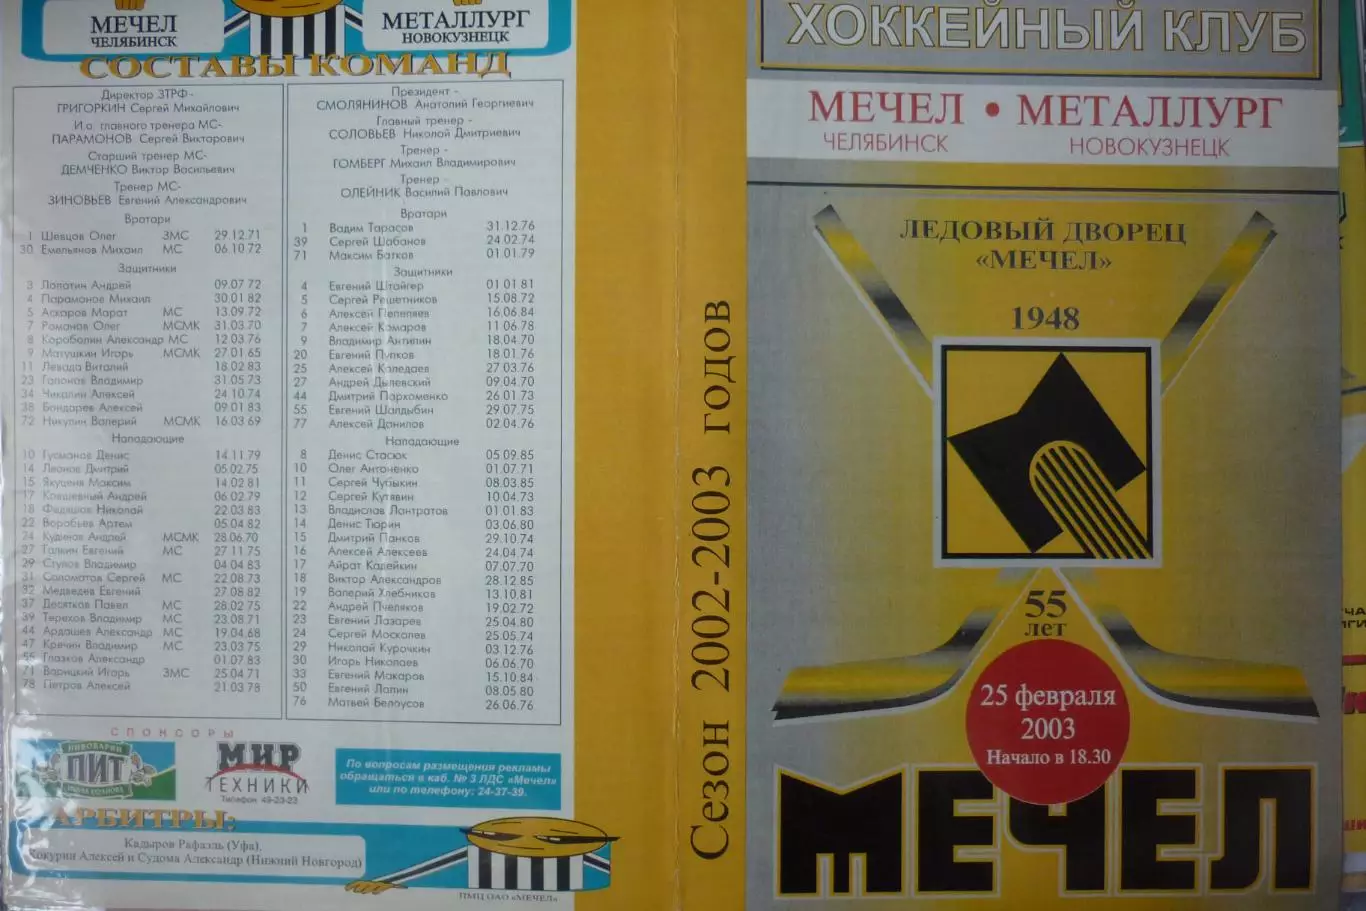 МЕЧЕЛ
ЧЕЛЯБИНСК
МЕТАЛЛУРГ
НОВОКУЗНЕЦК
СОСТАВЫ КОМАНД
Директор ЗТРФ-
ГРИГОРКИН Сергей Михайлович
И.о. главного тренера МС-
ПАРАМОНОВ Сергей Викторович
Старший тренер МС-
ДЕМЧЕНКО Виктор Васильевич
Тренер МС-
ЗИНОВЬЕВ Евгений Александрович
Вратари
1 Шевцов Олег ЗМС 29.12.71
30 Емельянов Михаил МС 06.10.72
Защитники
3 Лопатин Андрей 09.07.72
4 Парамонов Михаил 30.01.82
5 Аскаров Марат МС 13.09.72
7 Романов Олег МСМК 31.03.70
8 Короболин Александр МС 12.03.76
9 Матушкин Игорь МСМК 27.01.65
11 Левада Виталий 18.02.83
23 Гапонов Владимир 31.05.73
34 Чикалин Алексей 24.10.74
38 Бондарев Алексей 09.01.83
72 Никулин Валерий МСМК 16.03.69
Нападающие
10 Гусманов Денис 14.11.79
14 Леонов Дмитрий 05.02.75
15 Якуценя Максим 14.02.81
17 Ковшевный Андрей 06.02.79
18 Фадяшов Николай 22.03.83
22 Воробьев Артем 05.04.82
24 Кудинов Андрей МСМК 28.06.70
27 Галкин Евгений МС 27.11.75
29 Ступов Владимир 04.04.83
31 Соломатов Сергей МС 22.08.73
32 Медведев Евгений 27.08.82
37 Десятков Павел МС 28.02.75
39 Терехов Владимир МС 23.08.71
44 Ардашев Александр МС 19.04.68
47 Кречин Владимир МС 23.03.75
55 Глазков Александр 01.07.83
71 Варицкий Игорь ЗМС 25.04.71
78 Петров Алексей 21.03.78
Президент -
СМОЛЯНИНОВ Анатолий Георгиевич
Главный тренер -
СОЛОВЬЕВ Николай Дмитриевич
Тренер -
ГОМБЕРГ Михаил Владимирович
Тренер -
ОЛЕЙНИК Василий Павлович
Вратари
1 Вадим Тарасов 31.12.76
39 Сергей Шабанов 24.02.74
71 Максим Батков 01.01.79
Защитники
4 Евгений Штайгер 01.01.81
5 Сергей Решетников 15.08.72
6 Алексей Пепеляев 16.06.84
7 Алексей Комаров 11.06.78
9 Владимир Антипин 18.04.70
20 Евгений Пупков 18.01.76
25 Алексей Каледаев 27.03.76
27 Андрей Дылевский 09.04.70
44 Дмитрий Пархоменко 26.01.73
55 Евгений Шалдыбин 29.07.75
77 Алексей Данилов 02.04.76
Нападающие
8 Денис Стасюк 05.09.85
10 Олег Антоненко 01.07.71
11 Сергей Чубыкин 08.03.85
12 Сергей Кутявин 10.04.73
13 Владислав Лантратов 01.01.83
14 Денис Тюрин 03.06.80
15 Дмитрий Панков 29.10.74
16 Алексей Алексеев 24.04.74
17 Айрат Кадейкин 07.07.70
18 Виктор Александров 28.12.85
19 Валерий Хлебников 13.10.81
22 Андрей Пчеляков 19.02.72
23 Евгений Лазарев 25.04.80
24 Сергей Москалев 25.05.74
29 Николай Курочкин 03.12.76
30 Игорь Николаев 06.06.70
33 Евгений Макаров 15.10.84
50 Евгений Лапин 08.05.80
76 Матвей Белоусов 26.06.76
СПОНСОРЫ
ПИВОВАРНИ
ПИТ
ИВАНА ТАРАНОВА
МИР
ТЕХНИКИ
Телефон 49-23-23
По вопросам размещения рекламы
обращаться в каб. № 3 ЛДС «Мечел»
или по телефону: 24-37-39.
АРБИТРЫ:
Кадыров Рафаэль (Уфа),
Кокурин Алексей и Судома Александр (Нижний Новгород)
ПМЦ ОАО «МЕЧЕЛ»
Сезон 2002-2003 годов
ХОККЕЙНЫЙ КЛУБ
МЕЧЕЛ • МЕТАЛЛУРГ
ЧЕЛЯБИНСК НОВОКУЗНЕЦК
ЛЕДОВЫЙ ДВОРЕЦ
«МЕЧЕЛ»
1948
55
лет
25 февраля
2003
Начало в 18.30
МЕЧЕЛ